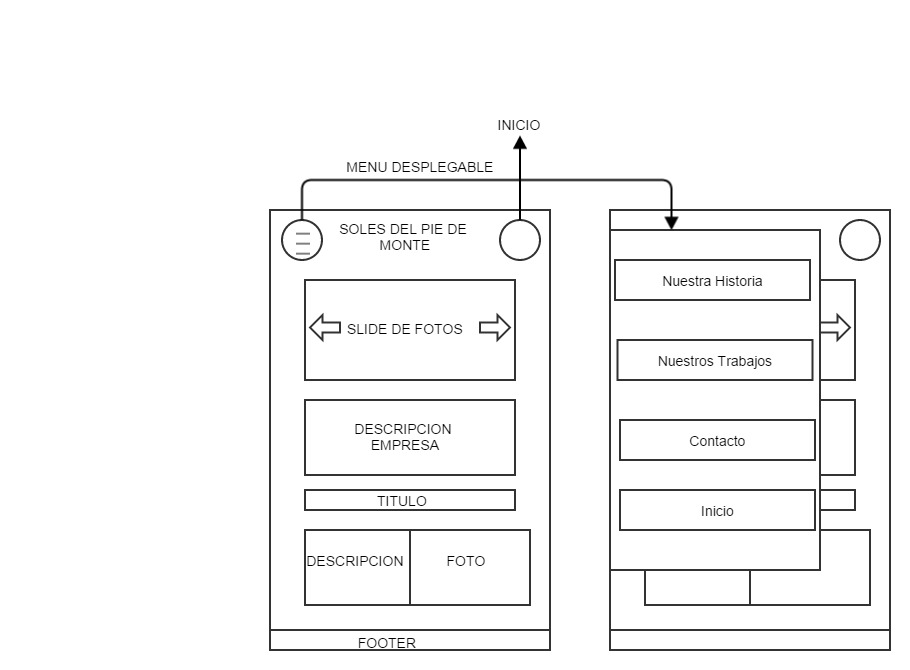 INICIO
MENU DESPLEGABLE
SOLES DEL PIE DE
MONTE
SLIDE DE FOTOS
DESCRIPCION
EMPRESA
TITULO
DESCRIPCION
FOTO
FOOTER
Nuestra Historia
Nuestros Trabajos
Contacto
Inicio